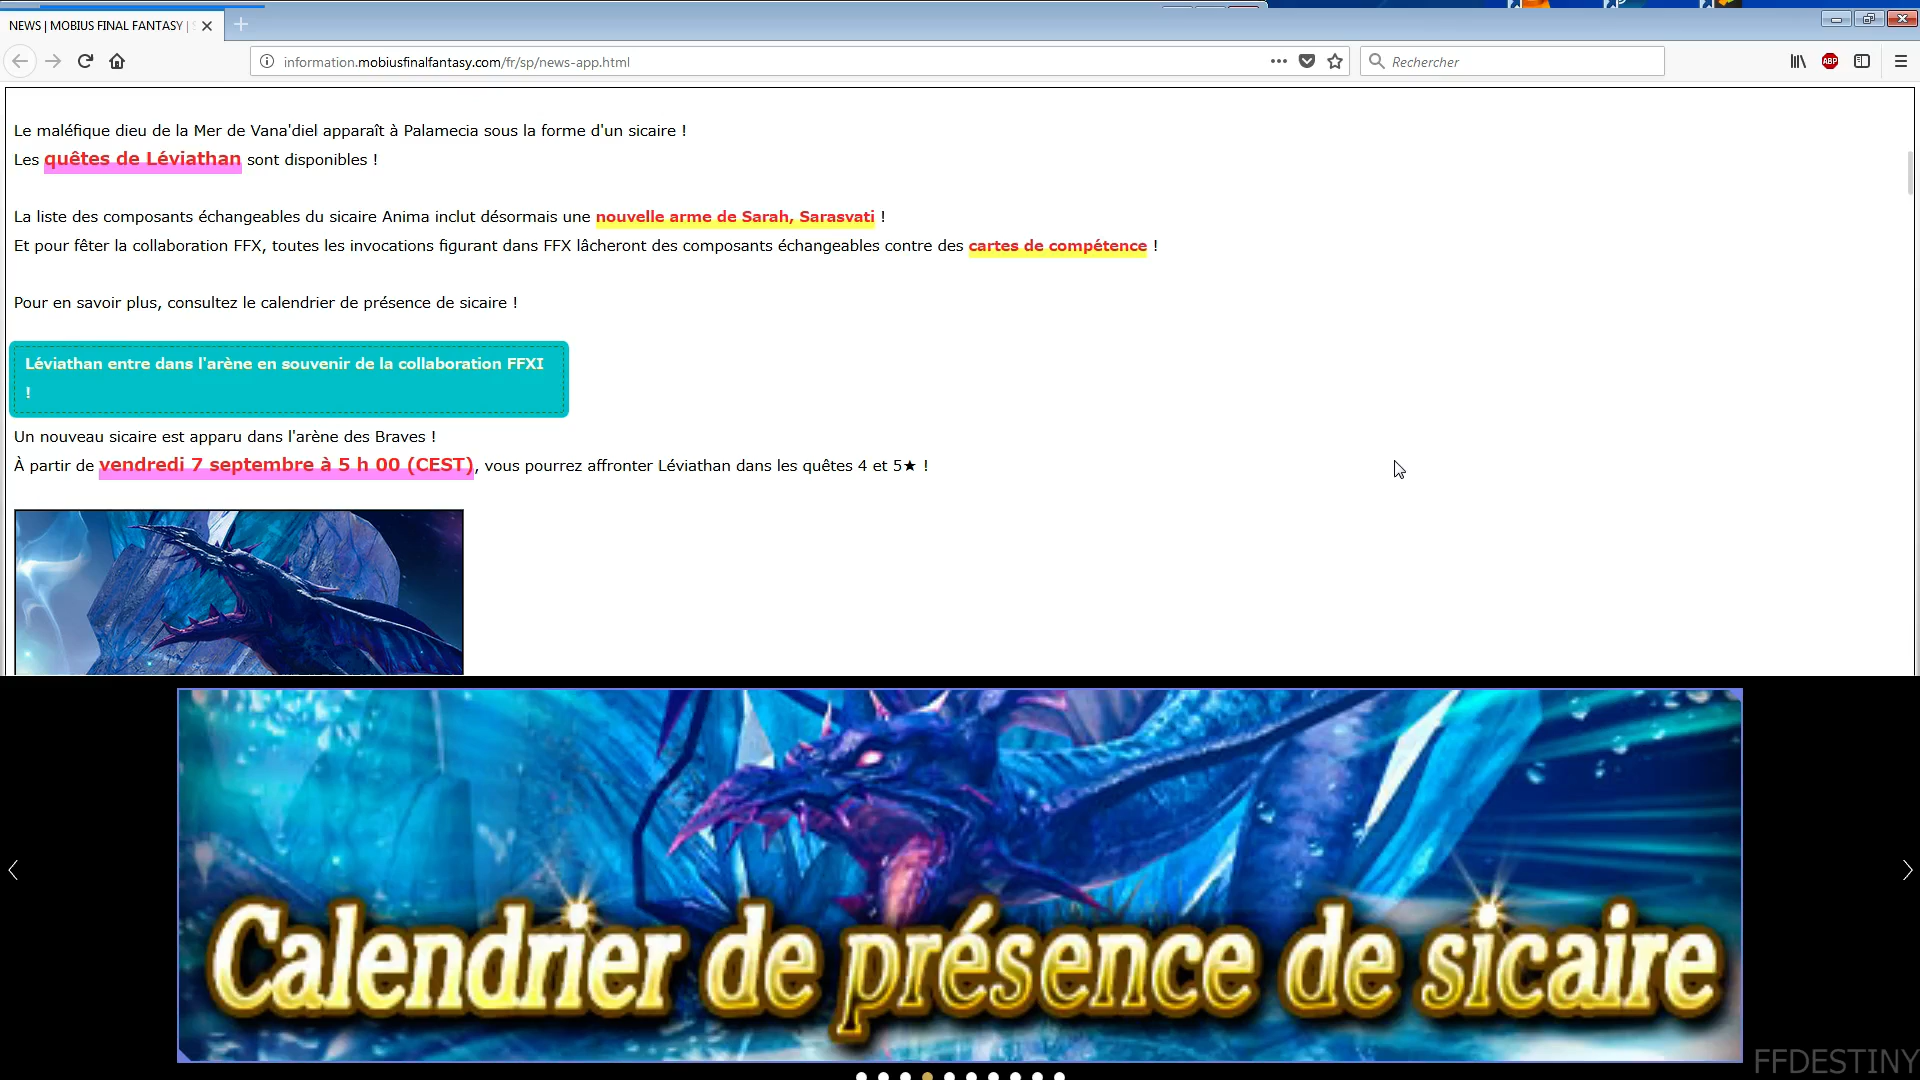 NEWS | MOBIUS FINAL FANTASY | S
information.mobiusfinalfantasy.com/fr/sp/news-app.html
Rechercher
ABP
Le maléfique dieu de la Mer de Vana'diel apparaît à Palamecia sous la forme d'un sicaire !
Les quêtes de Léviathan sont disponibles !
La liste des composants échangeables du sicaire Anima inclut désormais une nouvelle arme de Sarah, Sarasvati !
Et pour fêter la collaboration FFX, toutes les invocations figurant dans FFX lâcheront des composants échangeables contre des cartes de compétence !
Pour en savoir plus, consultez le calendrier de présence de sicaire !
Léviathan entre dans l'arène en souvenir de la collaboration FFXI
!
Un nouveau sicaire est apparu dans l'arène des Braves !
À partir de vendredi 7 septembre à 5 h 00 (CEST), vous pourrez affronter Léviathan dans les quêtes 4 et 5★ !
Calendrier de présence de sicaire
FFDESTINY